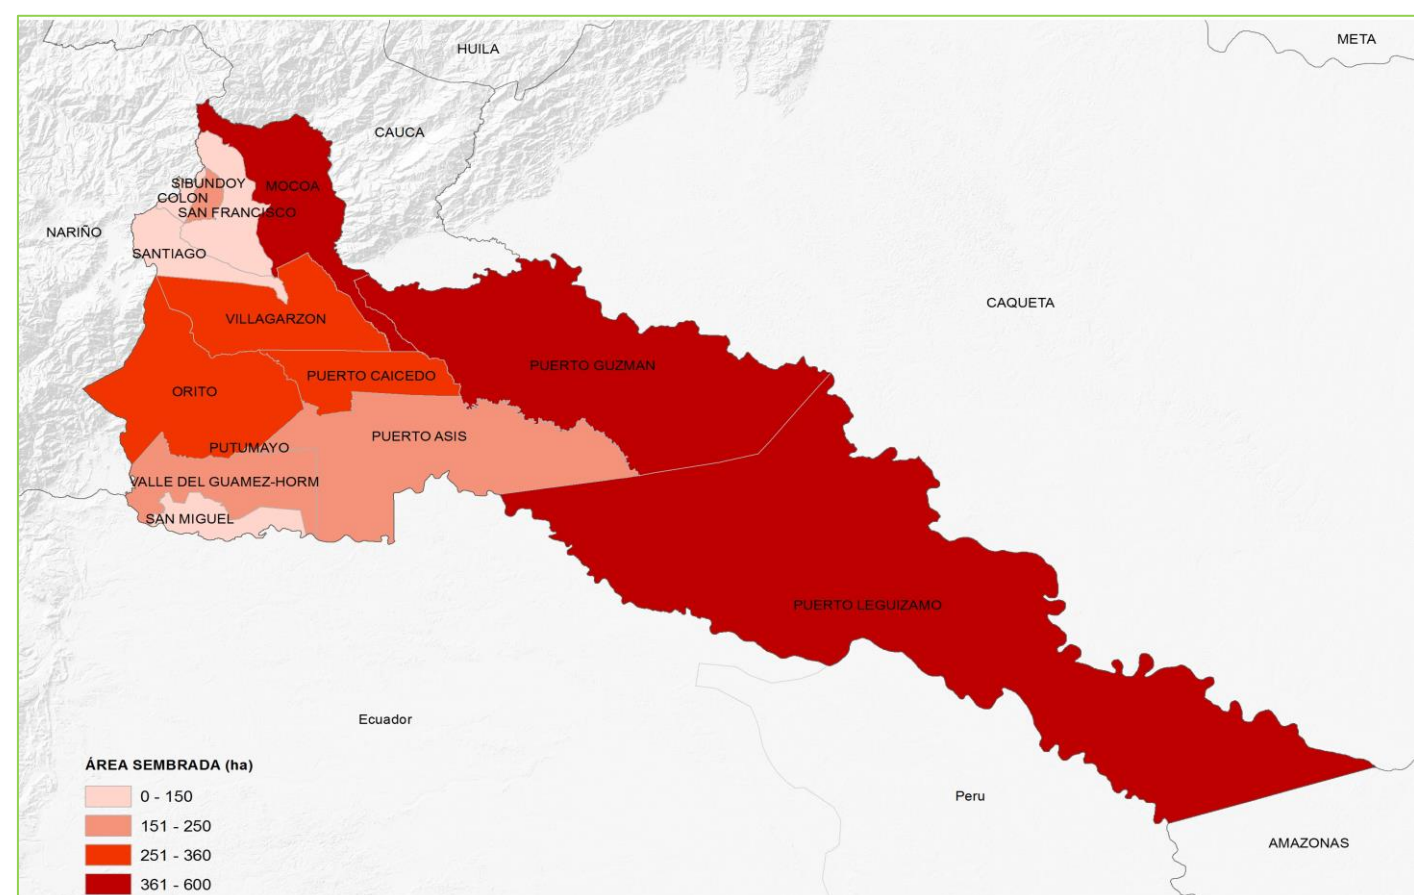 HUILA
META
CAUCA
SIBUNDOY
MOCOA
COLON
SAN FRANCISCO
NARIÑO
SANTIAGO
CAQUETA
VILLAGARZON
PUERTO GUZMAN
PUERTO CAICEDO
ORITO
PUERTO ASIS
PUTUMAYO
VALLE DEL GUAMEZ-HORM
SAN MIGUEL
PUERTO LEGUIZAMO
Ecuador
Peru
AMAZONAS
ÁREA SEMBRADA (ha)
0 - 150
151 - 250
251 - 360
361 - 600